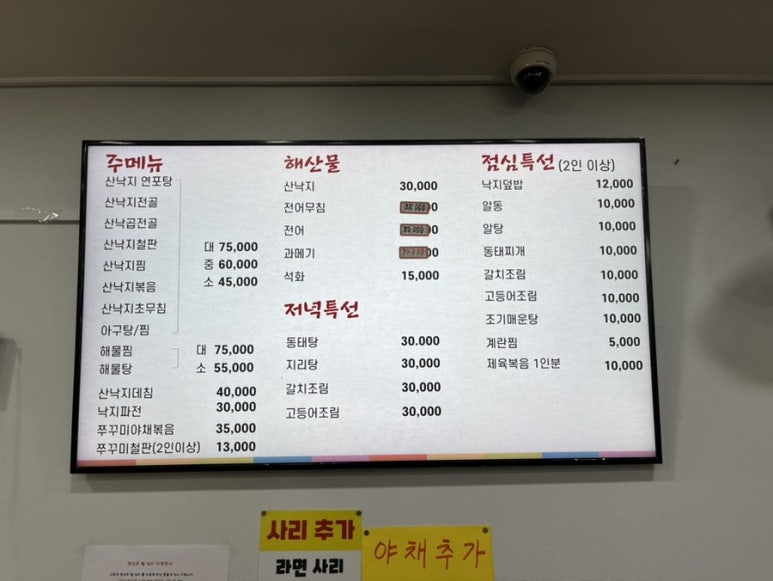 주메뉴
산낙지 연포탕
산낙지전골
산낙곱전골
산낙지철판
산낙지찜
산낙지볶음
산낙지초무침
아구탕/찜
대 75,000
중 60,000
소 45,000
해물찜
해물탕
대 75,000
소 55,000
산낙지데침 40,000
낙지파전 30,000
쭈꾸미야채볶음 35,000
쭈꾸미철판(2인이상) 13,000
해산물
산낙지 30,000
전어무침
전어
과메기
석화 15,000
저녁특선
동태탕 30.000
지리탕 30,000
갈치조림 30,000
고등어조림 30,000
점심특선 (2인 이상)
낙지덮밥 12,000
알동 10,000
알탕 10,000
동태찌개 10,000
갈치조림 10,000
고등어조림 10,000
조기매운탕 10,000
계란찜 5,000
제육복음 1인분 10,000
사리 추가
라면 사리
야채추가